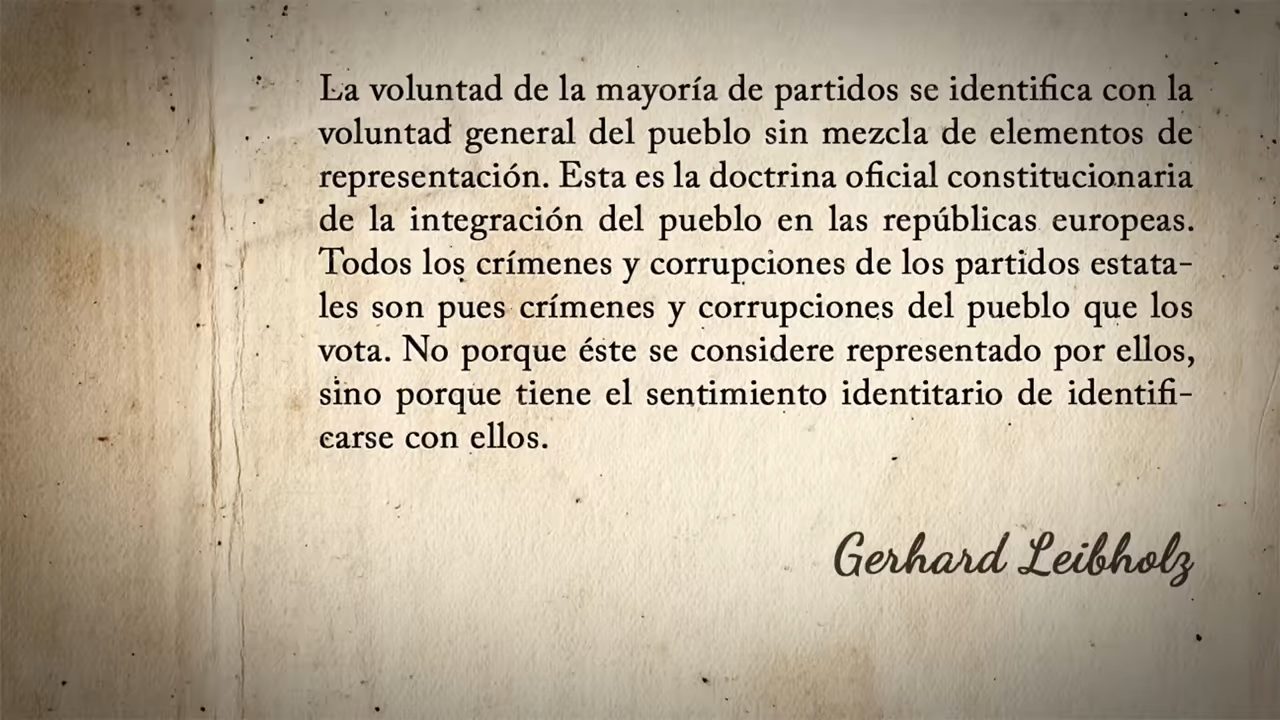 La voluntad de la mayoría de partidos se identifica con la
voluntad general del pueblo sin mezcla de elementos de
representación. Esta es la doctrina oficial constitucionaria
de la integración del pueblo en las repúblicas europeas.
Todos los crímenes y corrupciones de los partidos estata-
les son pues crímenes y corrupciones del pueblo que los
vota. No porque éste se considere representado por ellos,
sino porque tiene el sentimiento identitario de identifi-
carse con ellos.
Gerhard Leibholz